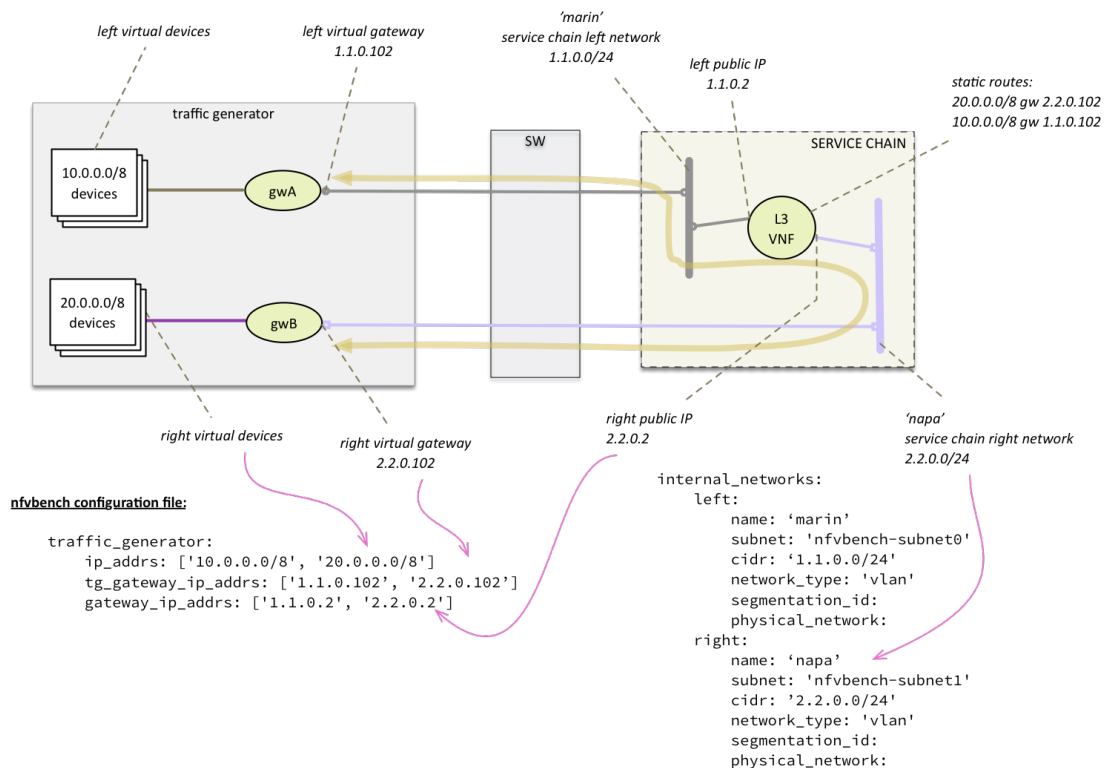 left virtual devices
left virtual gateway
1.1.0.102
’marin’
service chain left network
1.1.0.0/24
left public IP
1.1.0.2
static routes:
20.0.0.0/8 gw 2.2.0.102
10.0.0.0/8 gw 1.1.0.102
traffic generator
SW
SERVICE CHAIN
10.0.0.0/8
devices
gwA
L3
VNF
20.0.0.0/8
devices
gwB
right virtual devices
right virtual gateway
2.2.0.102
right public IP
2.2.0.2
‘napa’
service chain right network
2.2.0.0/24
nfvbench configuration file:
traffic_generator:
ip_addrs: ['10.0.0.0/8', '20.0.0.0/8']
tg_gateway_ip_addrs: ['1.1.0.102', '2.2.0.102’]
gateway_ip_addrs: ['1.1.0.2', '2.2.0.2']
internal_networks:
left:
name: ‘marin’
subnet: 'nfvbench-subnet0'
cidr: ‘1.1.0.0/24'
network_type: 'vlan'
segmentation_id:
physical_network:
right:
name: ‘napa’
subnet: 'nfvbench-subnet1'
cidr: ’2.2.0.0/24'
network_type: 'vlan'
segmentation_id:
physical_network: